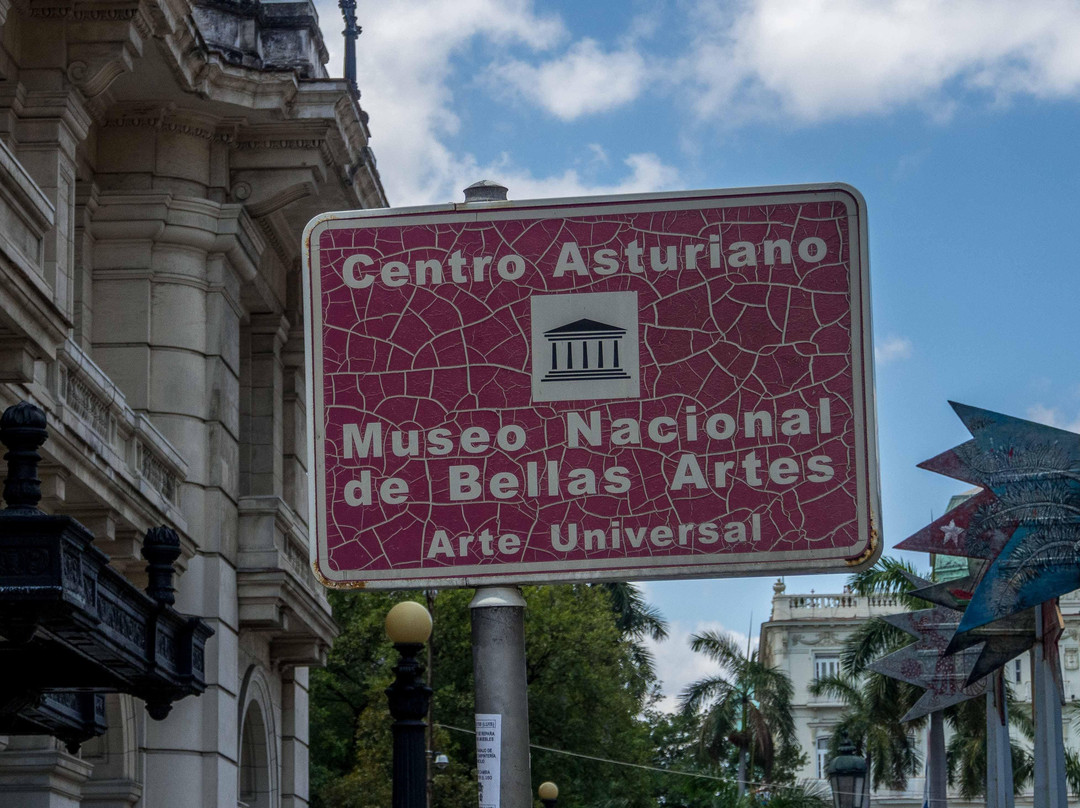 Centro Asturiano
Museo Nacional
de Bellas Artes
Arte Universal